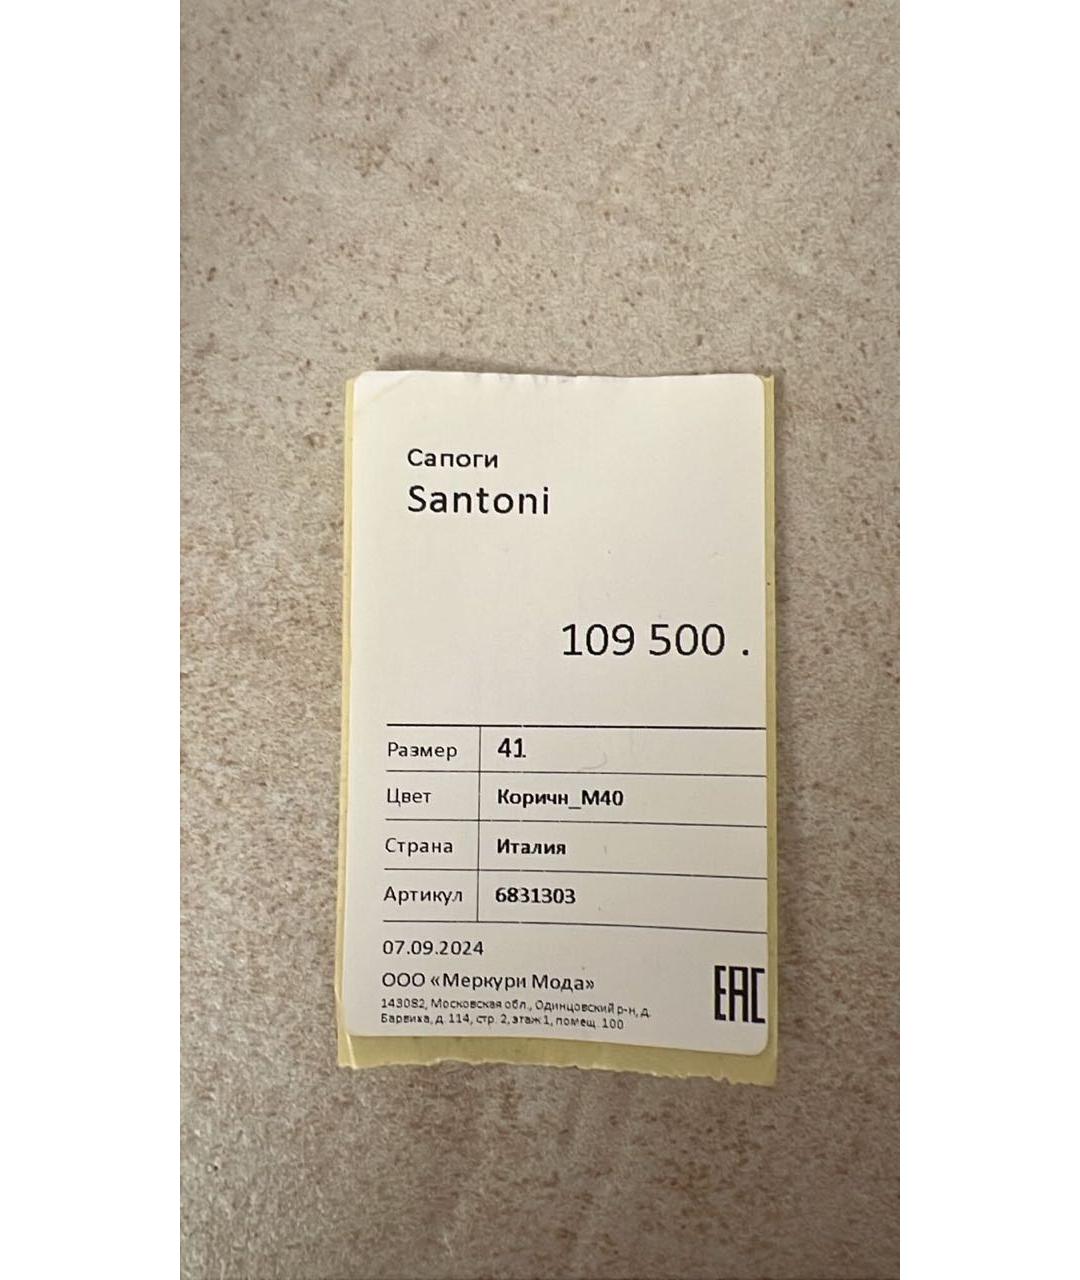 Сапоги
Santoni
109 500 .
Размер 41
Цвет Коричн_М40
Страна Италия
Артикул 6831303
07.09.2024
ООО «Меркури Мода»
143082, Московская обл., Одинцовский р-н, д.
Барвиха, д. 114, стр. 2, этаж 1, помещ. 100
EAC